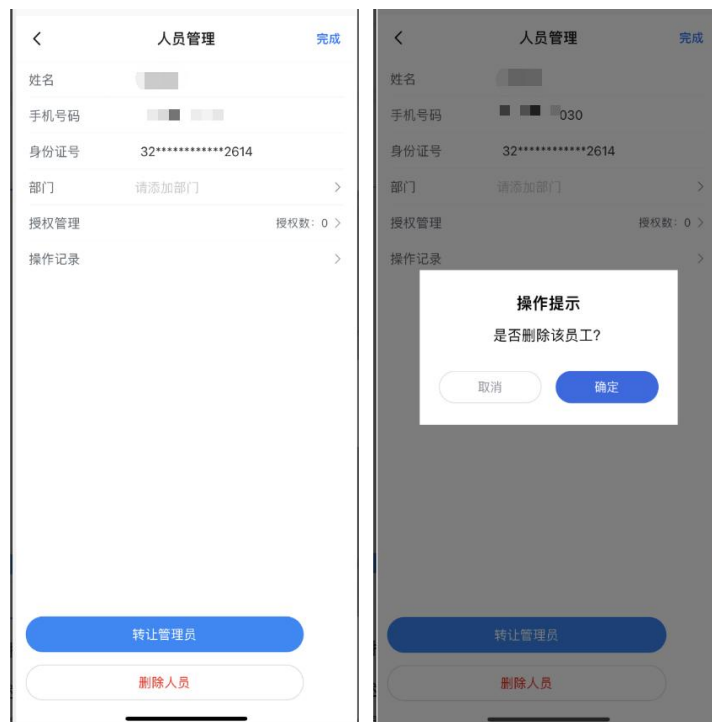 人员管理
完成
姓名
手机号码
身份证号 32************2614
部门 请添加部门
授权管理 授权数：0
操作记录
转让管理员
删除人员
人员管理
完成
姓名
手机号码 030
身份证号 32************2614
部门 请添加部门
授权管理 授权数：0
操作记录
操作提示
是否删除该员工?
取消 确定
转让管理员
删除人员